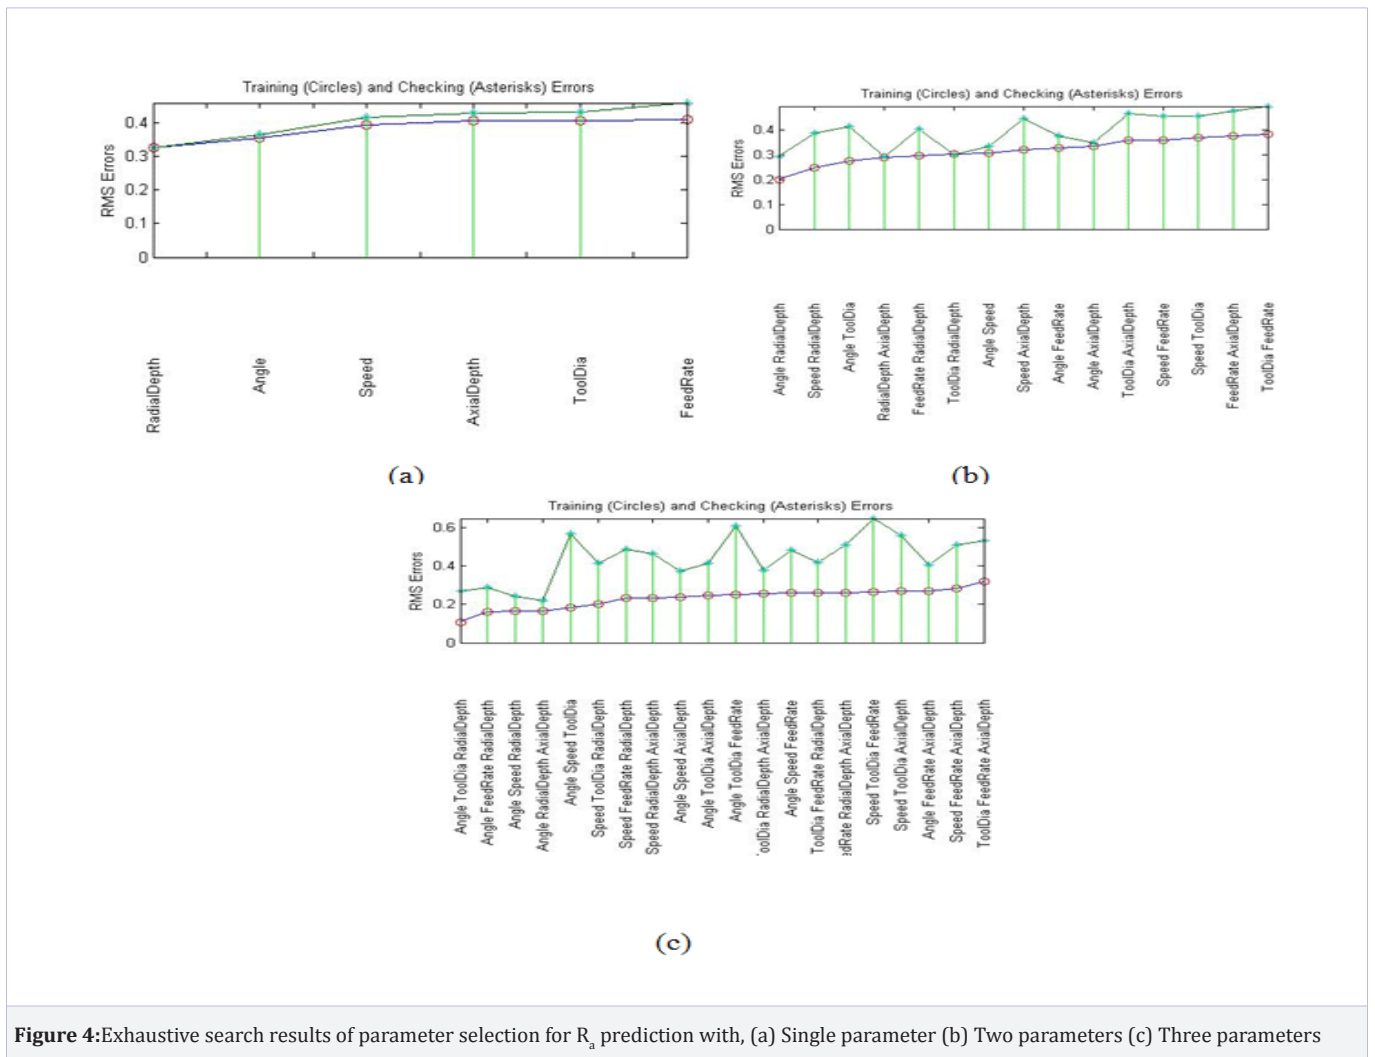 Training (Circles) and Checking (Asterisks) Errors
RMS Errors
0.4
0.3
0.2
0.1
0
RadialDepth
Angle
Speed
AxialDepth
ToolDia
FeedRate
(a)
Training (Circles) and Checking (Asterisks) Errors
RMS Errors
0.4
0.3
0.2
0.1
0
Angle RadialDepth
Speed RadialDepth
Angle ToolDia
RadialDepth AxialDepth
FeedRate RadialDepth
ToolDia RadialDepth
Angle Speed
Speed AxialDepth
Angle FeedRate
Angle AxialDepth
ToolDia AxialDepth
Speed FeedRate
Speed ToolDia
FeedRate AxialDepth
ToolDia FeedRate
(b)
Training (Circles) and Checking (Asterisks) Errors
RMS Errors
0.6
0.4
0.2
0
Angle ToolDia RadialDepth
Angle FeedRate RadialDepth
Angle Speed RadialDepth
Angle RadialDepth AxialDepth
Angle Speed ToolDia
Speed ToolDia RadialDepth
Speed FeedRate RadialDepth
Speed RadialDepth AxialDepth
Angle Speed AxialDepth
Angle ToolDia AxialDepth
Angle ToolDia FeedRate
ToolDia RadialDepth AxialDepth
Angle Speed FeedRate
ToolDia FeedRate RadialDepth
edRate RadialDepth AxialDepth
Speed ToolDia FeedRate
Speed ToolDia AxialDepth
Angle FeedRate AxialDepth
Speed FeedRate AxialDepth
ToolDia FeedRate AxialDepth
(c)
Figure 4:Exhaustive search results of parameter selection for Ra prediction with, (a) Single parameter (b) Two parameters (c) Three parameters